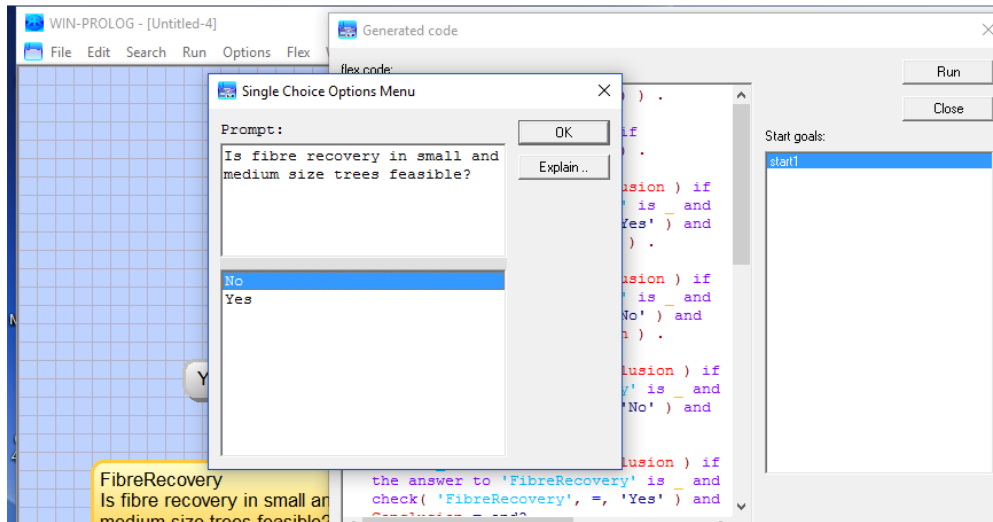 WIN-PROLOG - [Untitled-4]
File Edit Search Run Options Flex
Generated code
flex code:
Run
Close
Start goals:
start1
Single Choice Options Menu
Prompt:
OK
Explain ..
Is fibre recovery in small and
medium size trees feasible?
No
Yes
) ) .
if
) .
usion ) if
' is _ and
Yes' ) and
) .
usion ) if
' is _ and
No' ) and
n ) .
lusion ) if
y' is _ and
'No' ) and
lusion ) if
the answer to 'FibreRecovery' is _ and
check( 'FibreRecovery', =, 'Yes' ) and
Y
FibreRecovery
Is fibre recovery in small an
medium size trees feasible?